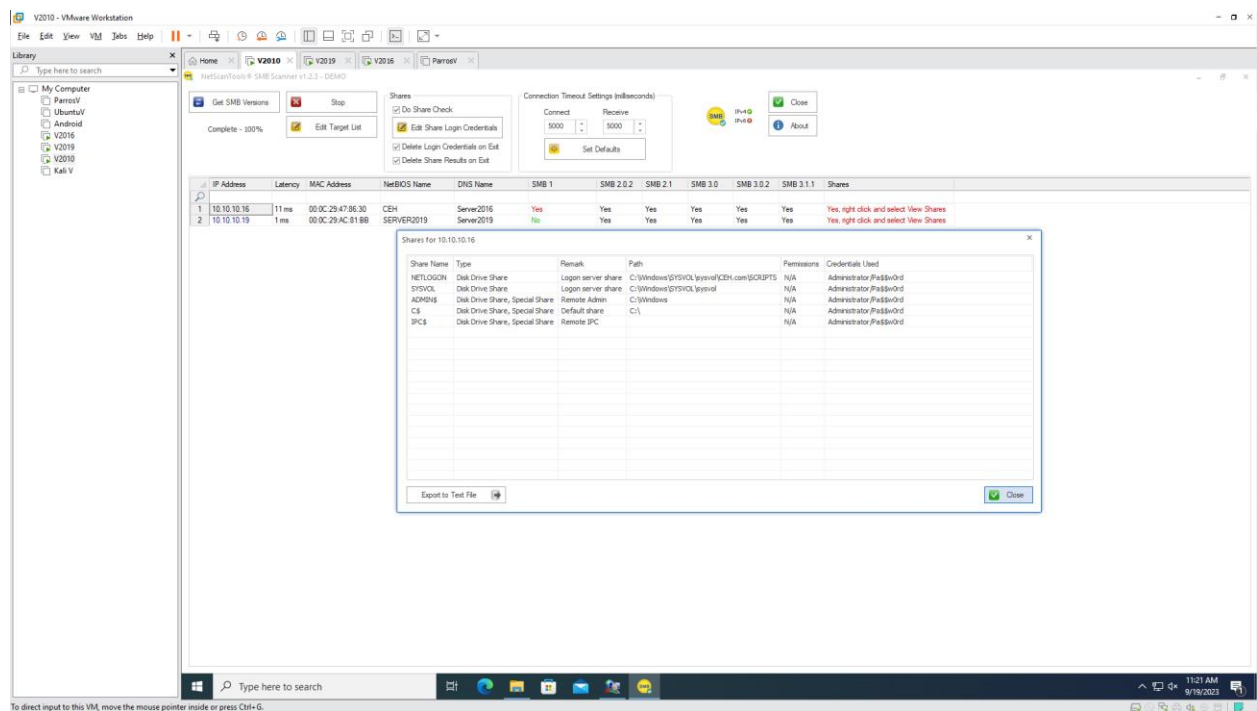 V2010 - VMware Workstation
File Edit View VM Tabs Help
Library
Type here to search
My Computer
ParrosV
UbuntuV
Android
V2016
V2019
V2010
Kali V
Home V2010 V2019 V2016 ParrosV
NetScanTools® SMB Scanner v1.2.3 - DEMO
Get SMB Versions
Stop
Complete - 100%
Edit Target List
Shares
Do Share Check
Edit Share Login Credentials
Delete Login Credentials on Exit
Delete Share Results on Exit
Connection Timeout Settings (milliseconds)
Connect Receive
5000 5000
Set Defaults
SMB
IPv4
IPv6
Close
About
IP Address Latency MAC Address NetBIOS Name DNS Name SMB 1 SMB 2.0.2 SMB 2.1 SMB 3.0 SMB 3.0.2 SMB 3.1.1 Shares
1 10.10.10.16 11 ms 00:0C:29:47:86:30 CEH Server2016 Yes Yes Yes Yes Yes Yes Yes, right click and select View Shares
2 10.10.10.19 1 ms 00:0C:29:AC:81:BB SERVER2019 Server2019 No Yes Yes Yes Yes Yes Yes, right click and select View Shares
Shares for 10.10.10.16
Share Name Type Remark Path Permissions Credentials Used
NETLOGON Disk Drive Share Logon server share C:\Windows\SYSVOL\sysvol\CEH.com\SCRIPTS N/A Administrator/Pa$$w0rd
SYSVOL Disk Drive Share Logon server share C:\Windows\SYSVOL\sysvol N/A Administrator/Pa$$w0rd
ADMIN$ Disk Drive Share, Special Share Remote Admin C:\Windows N/A Administrator/Pa$$w0rd
C$ Disk Drive Share, Special Share Default share C:\ N/A Administrator/Pa$$w0rd
IPC$ Disk Drive Share, Special Share Remote IPC N/A Administrator/Pa$$w0rd
Export to Text File
Close
Type here to search
11:21 AM
9/19/2023
To direct input to this VM, move the mouse pointer inside or press Ctrl+G.